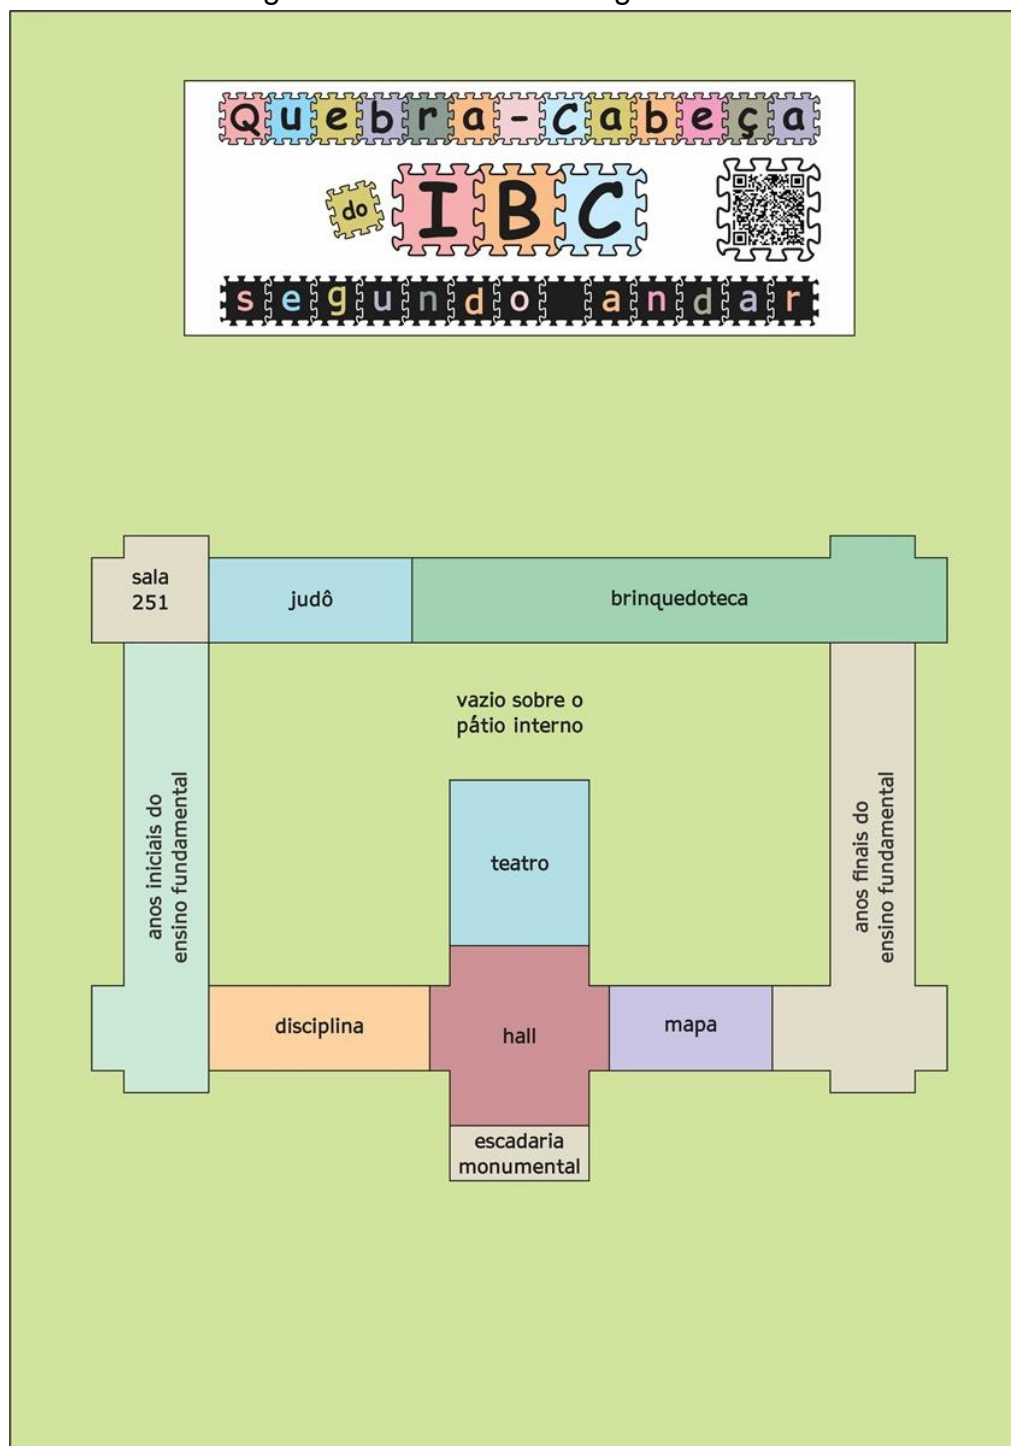 Quebra-Cabeça
do IBC
segundo andar
sala
251
judô
brinquedoteca
vazio sobre o
pátio interno
anos iniciais do
ensino fundamental
teatro
anos finais do
ensino fundamental
disciplina
hall
mapa
escadaria
monumental